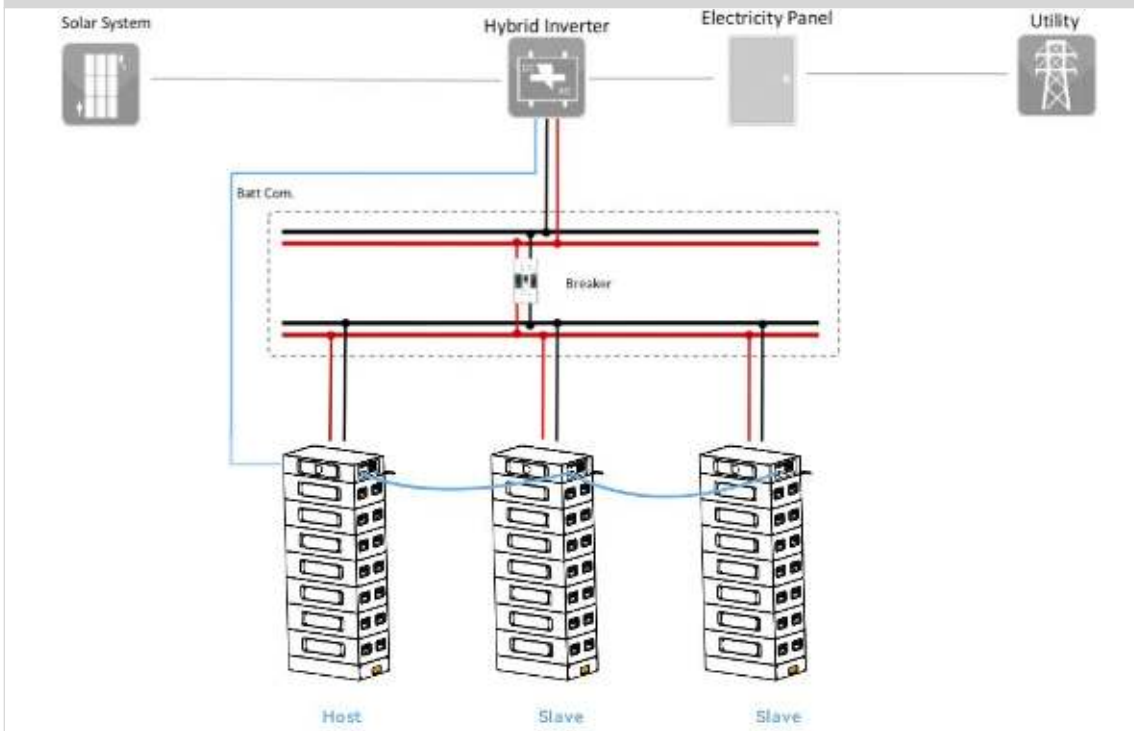 Solar System
Hybrid Inverter
Electricity Panel
Utility
Batt Com.
Breaker
Host
Slave
Slave